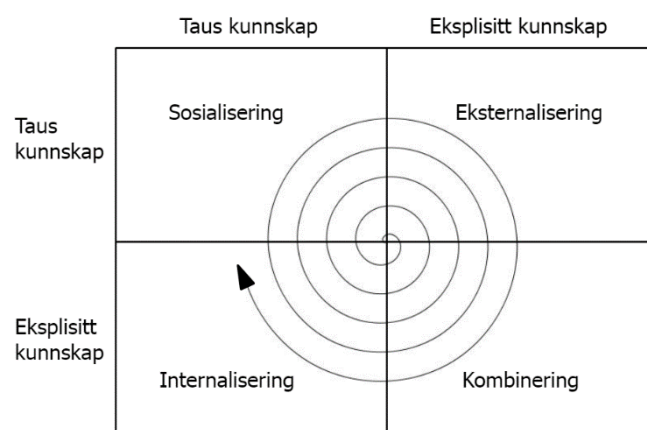 Taus kunnskap
Eksplisitt kunnskap
Taus
kunnskap
Sosialisering
Eksternalisering
Eksplisitt
kunnskap
Internalisering
Kombinering